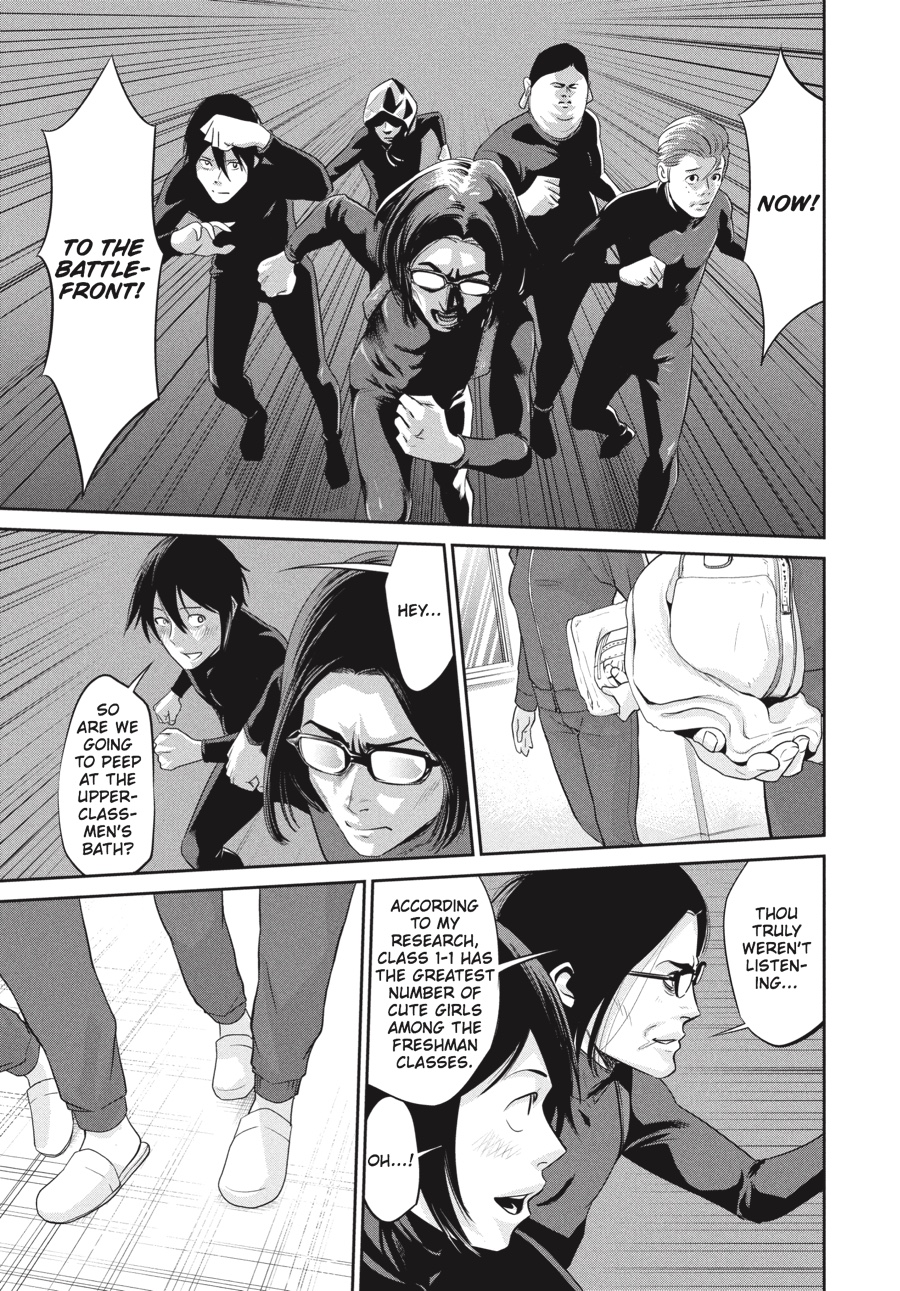 NOW!
TO THE
BATTLE-
FRONT!
HEY...
SO
ARE WE
GOING
TO PEEP
AT THE
UPPER-
CLASS-
MEN'S
BATH?
THOU
TRULY
WEREN'T
LISTEN-
ING...
ACCORDING
TO MY
RESEARCH,
CLASS 1-1 HAS
THE GREATEST
NUMBER OF
CUTE GIRLS
AMONG THE
FRESHMAN
CLASSES.
OH...!